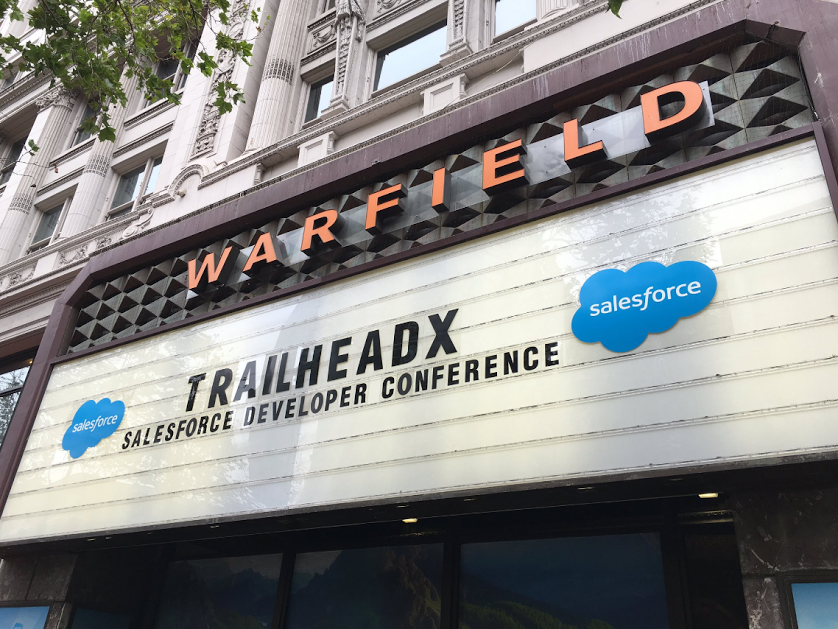 WARFIELD
TRAILHEADX
SALESFORCE DEVELOPER CONFERENCE
salesforce
salesforce